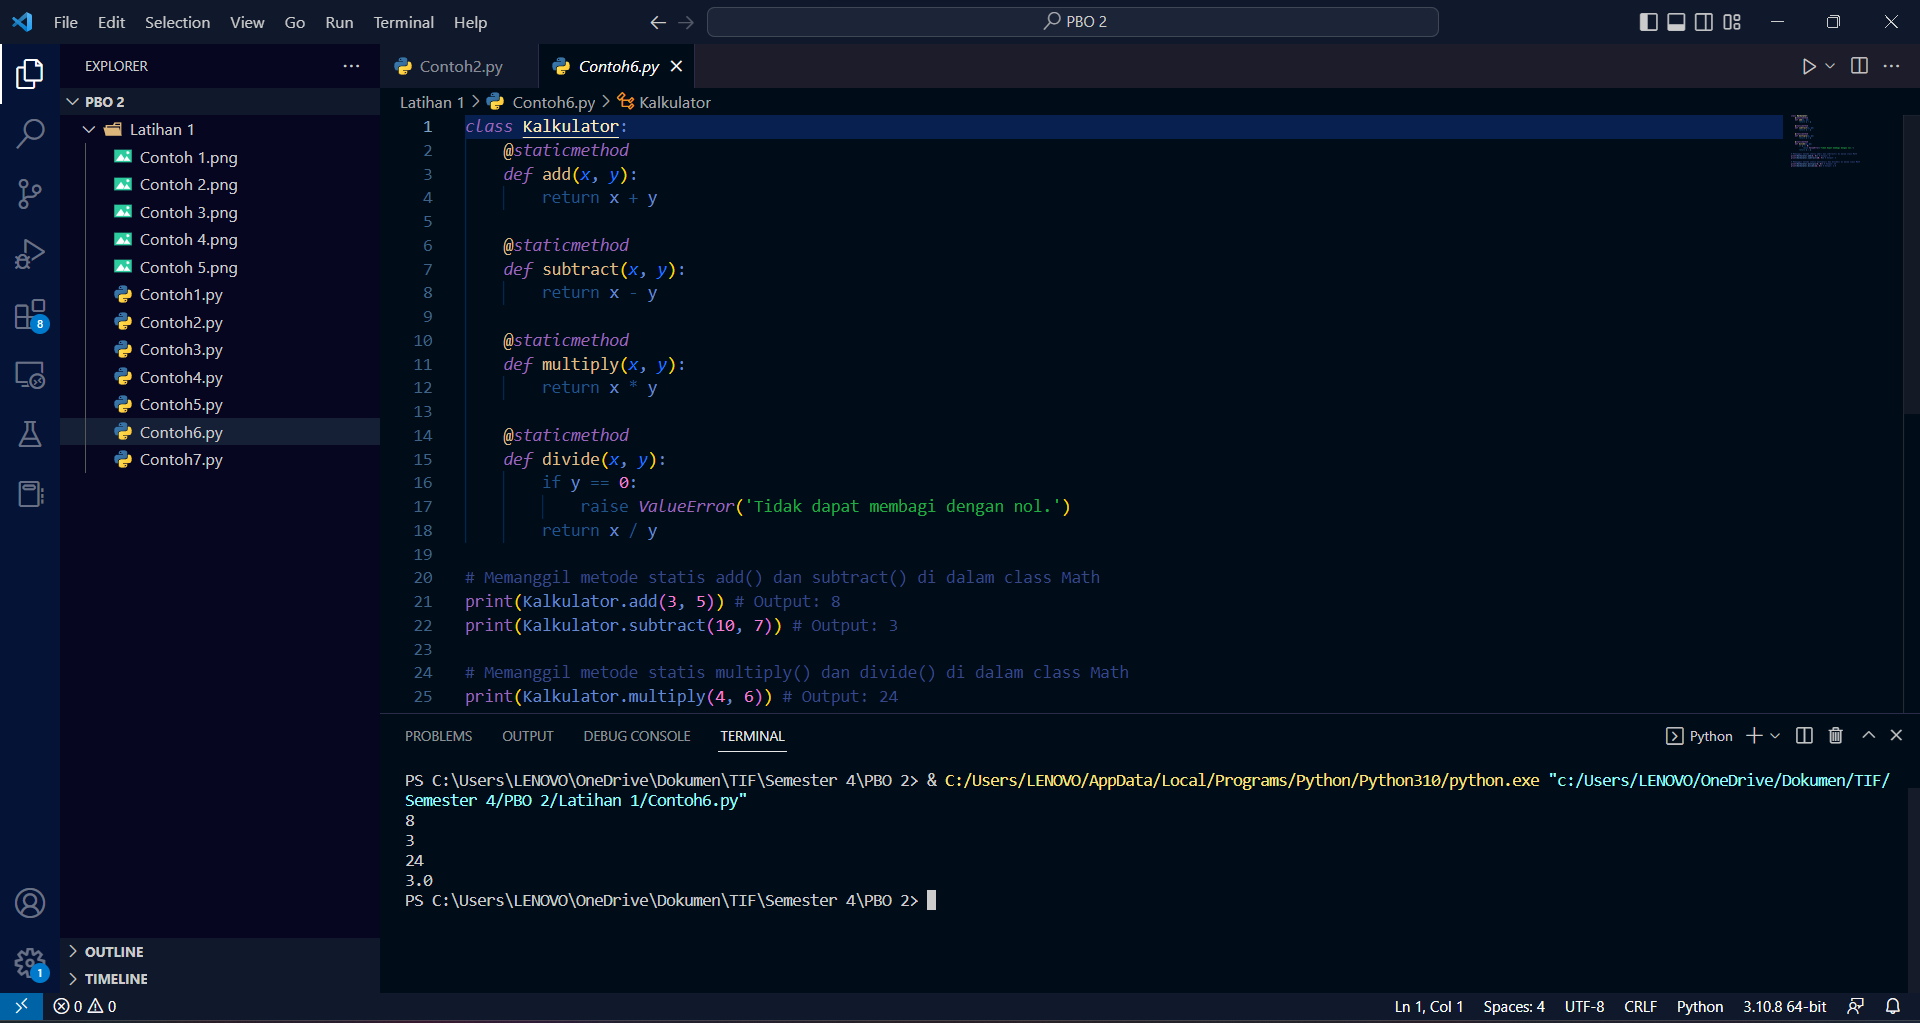 File Edit Selection View Go Run Terminal Help
PBO 2
EXPLORER
PBO 2
Latihan 1
Contoh 1.png
Contoh 2.png
Contoh 3.png
Contoh 4.png
Contoh 5.png
Contoh1.py
Contoh2.py
Contoh3.py
Contoh4.py
Contoh5.py
Contoh6.py
Contoh7.py
OUTLINE
TIMELINE
8
1
Contoh2.py Contoh6.py
Latihan 1 > Contoh6.py > Kalkulator
1 class Kalkulator:
2 @staticmethod
3 def add(x, y):
4 return x + y
5
6 @staticmethod
7 def subtract(x, y):
8 return x - y
9
10 @staticmethod
11 def multiply(x, y):
12 return x * y
13
14 @staticmethod
15 def divide(x, y):
16 if y == 0:
17 raise ValueError('Tidak dapat membagi dengan nol.')
18 return x / y
19
20 # Memanggil metode statis add() dan subtract() di dalam class Math
21 print(Kalkulator.add(3, 5)) # Output: 8
22 print(Kalkulator.subtract(10, 7)) # Output: 3
23
24 # Memanggil metode statis multiply() dan divide() di dalam class Math
25 print(Kalkulator.multiply(4, 6)) # Output: 24
PROBLEMS OUTPUT DEBUG CONSOLE TERMINAL
Python
PS C:\Users\LENOVO\OneDrive\Dokumen\TIF\Semester 4\PBO 2> & C:/Users/LENOVO/AppData/Local/Programs/Python/Python310/python.exe "c:/Users/LENOVO/OneDrive/Dokumen/TIF/
Semester 4/PBO 2/Latihan 1/Contoh6.py"
8
3
24
3.0
PS C:\Users\LENOVO\OneDrive\Dokumen\TIF\Semester 4\PBO 2>
0 0
Ln 1, Col 1 Spaces: 4 UTF-8 CRLF Python 3.10.8 64-bit